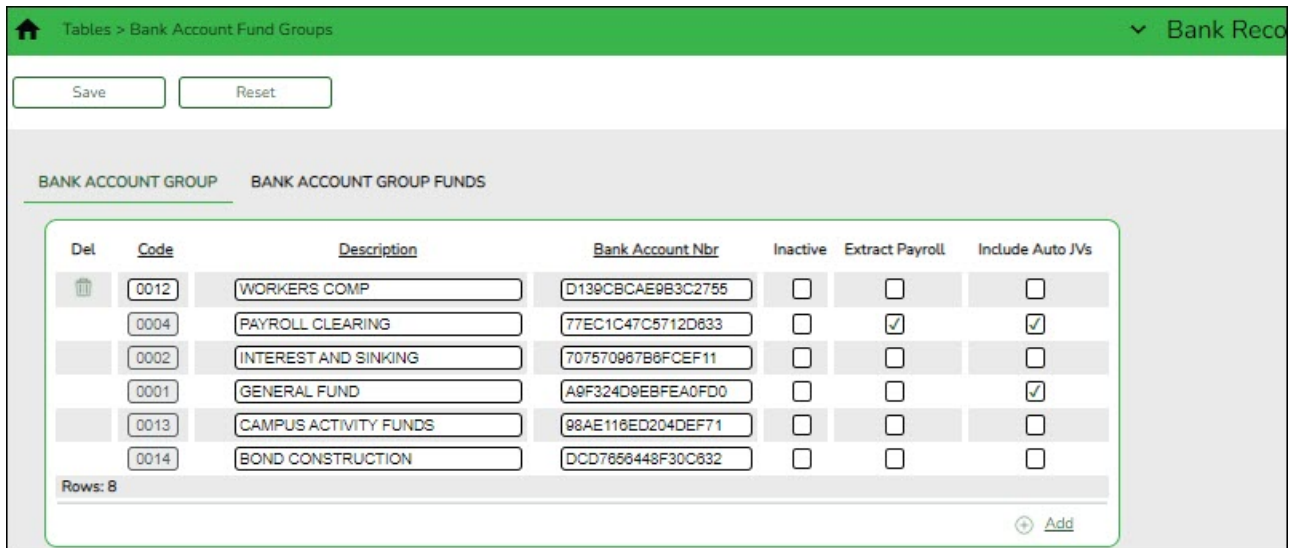 Tables > Bank Account Fund Groups
Bank Reco
Save Reset
BANK ACCOUNT GROUP BANK ACCOUNT GROUP FUNDS
Del Code Description Bank Account Nbr Inactive Extract Payroll Include Auto JVs
0012 WORKERS COMP D139CBCAE9B3C2755
0004 PAYROLL CLEARING 77EC1C47C5712D633
0002 INTEREST AND SINKING 707570967B6FCEF11
0001 GENERAL FUND A9F324D9EBFEA0FD0
0013 CAMPUS ACTIVITY FUNDS 98AE116ED204DEF71
0014 BOND CONSTRUCTION DCD7656448F30C632
Rows: 8
Add